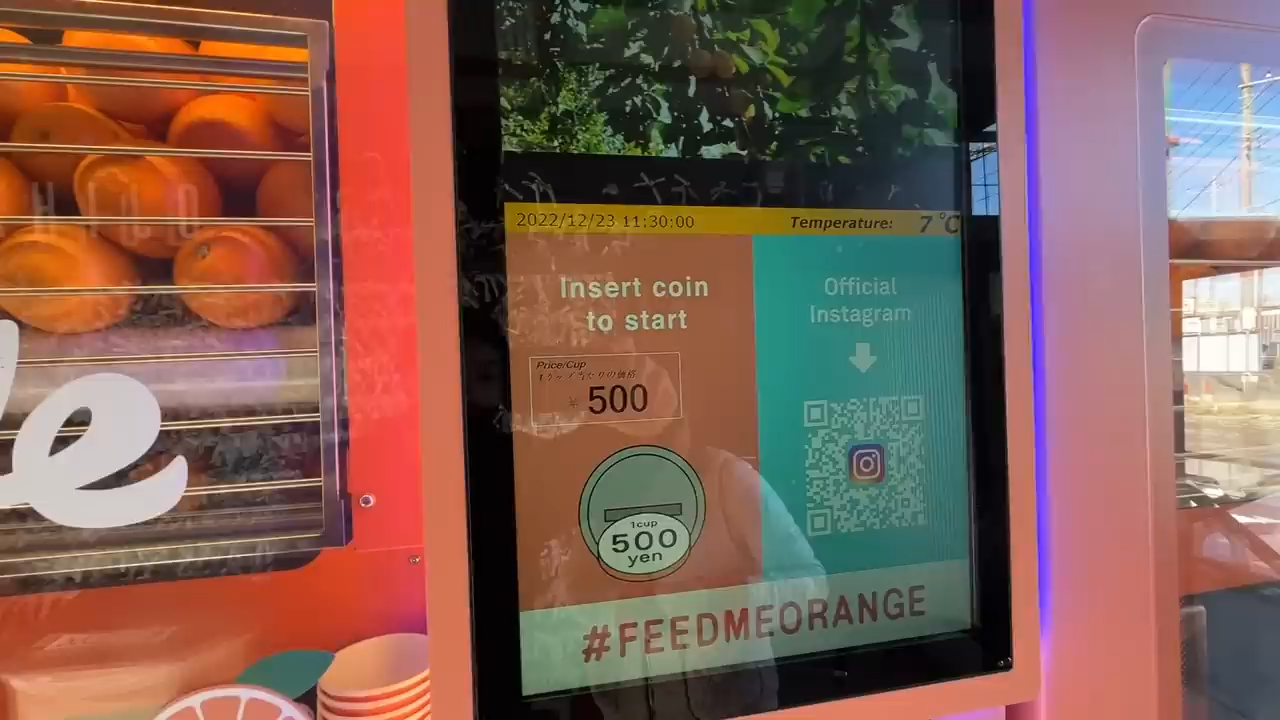 2022/12/23 11:30:00 Temperature: 7 ℃
Insert coin
to start
Official
Instagram
Price/Cup
1カップ当たりの価格
¥ 500
1cup
500
yen
#FEEDMEORANGE
e